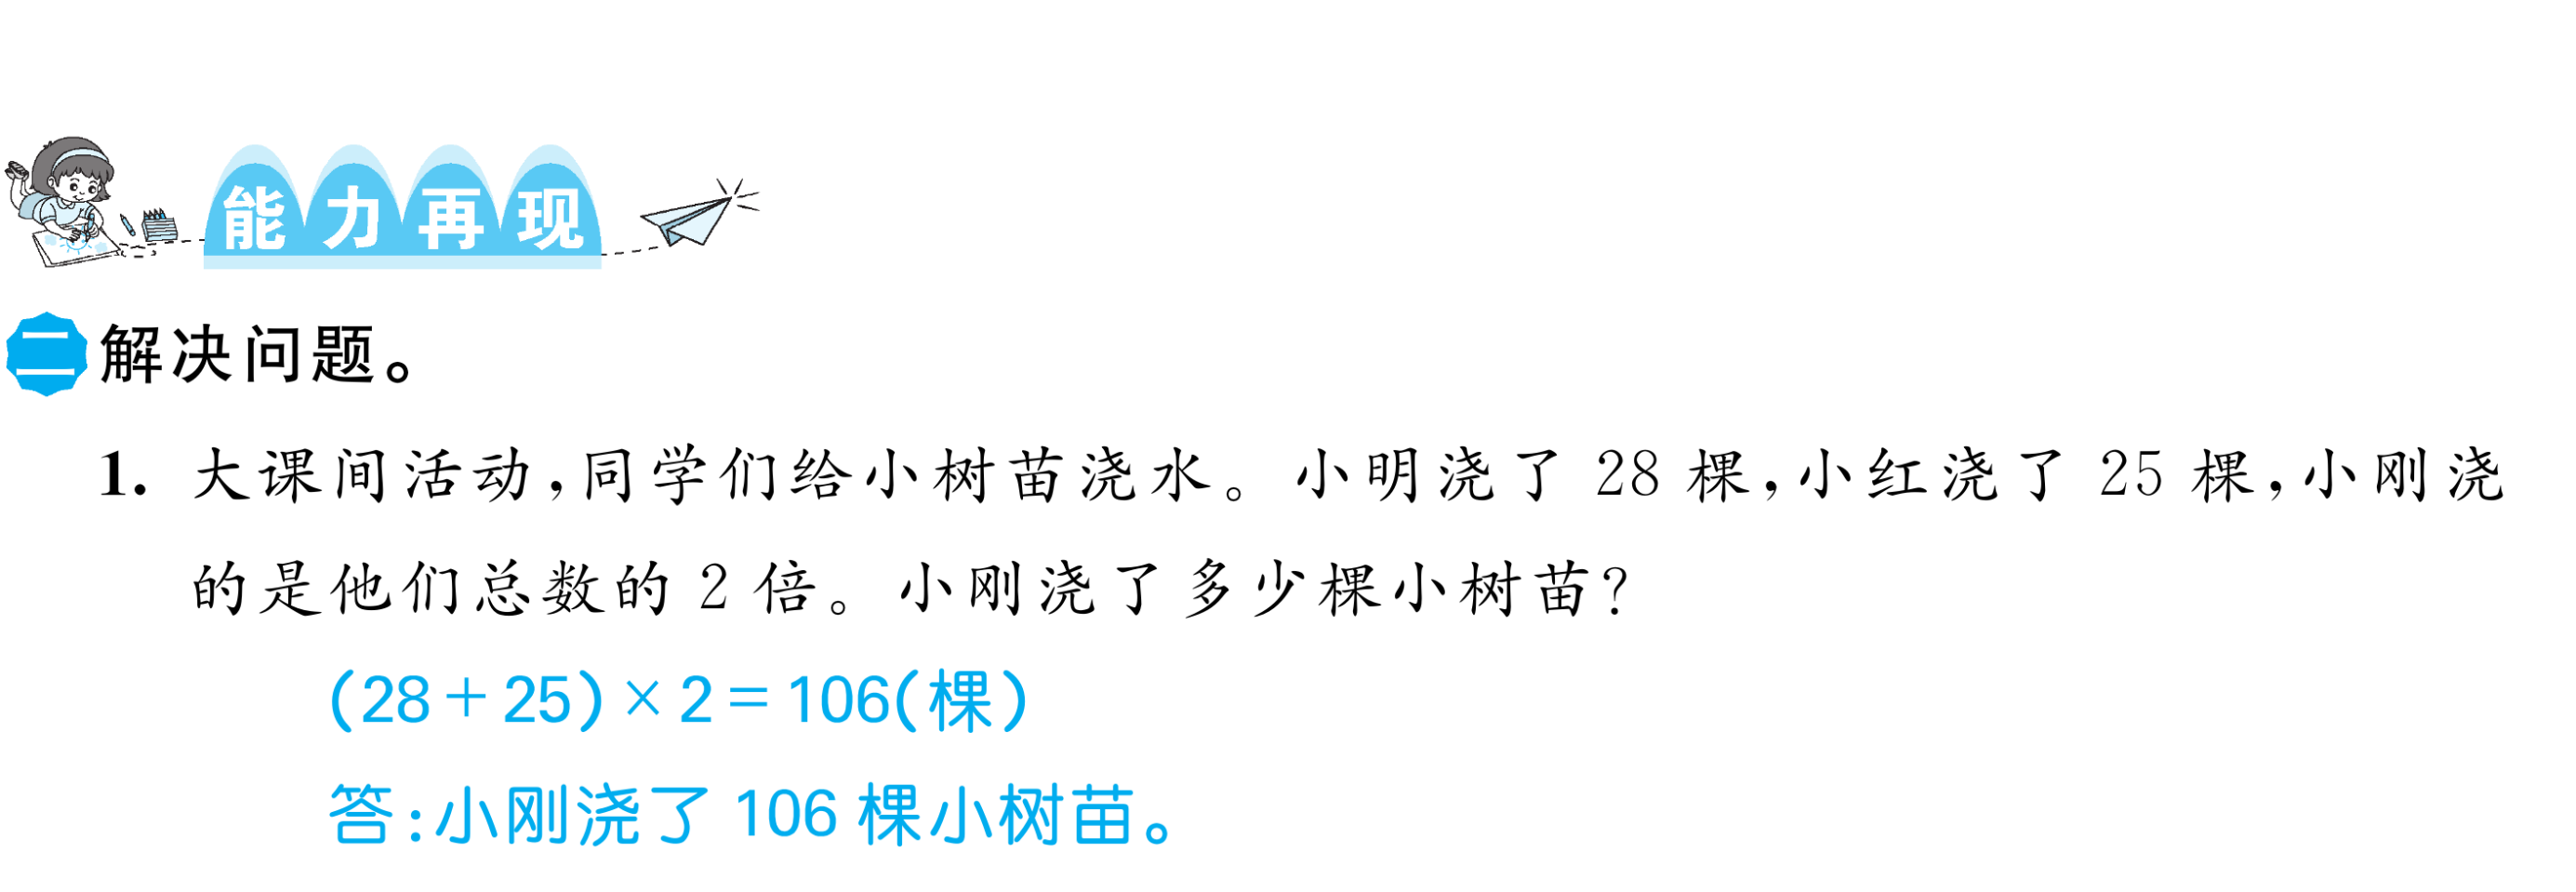 能力再现
二解决问题。
1. 大课间活动,同学们给小树苗浇水。小明浇了 28 棵,小红浇了 25 棵,小刚浇
的是他们总数的 2 倍。小刚浇了多少棵小树苗?
(28+25)×2=106(棵)
答:小刚浇了 106 棵小树苗。